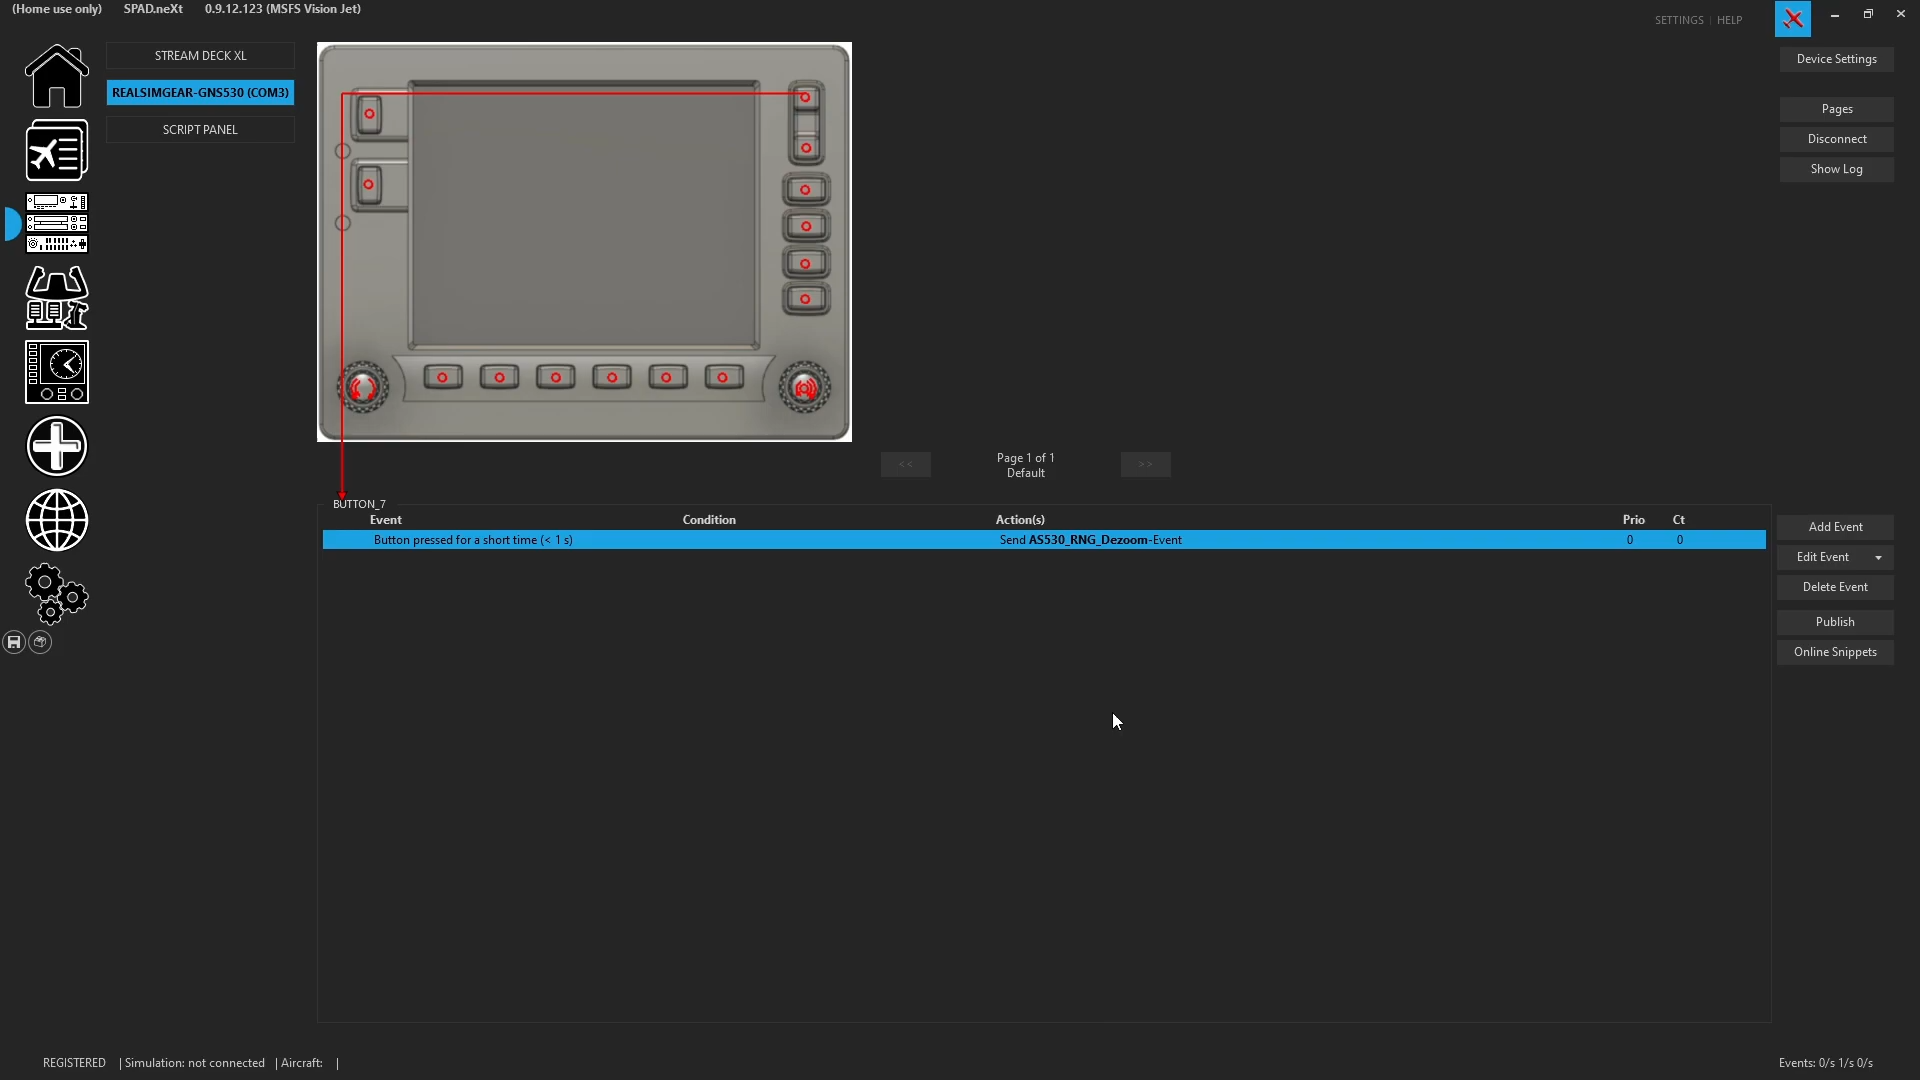 (Home use only) SPAD.neXt 0.9.12.123 (MSFS Vision Jet)
SETTINGS | HELP
STREAM DECK XL
REALSIMGEAR-GNS530 (COM3)
SCRIPT PANEL
Device Settings
Pages
Disconnect
Show Log
<< Page 1 of 1 >>
Default
BUTTON_7
Event Condition Action(s) Prio Ct
Button pressed for a short time (< 1 s) Send AS530_RNG_Dezoom-Event 0 0
Add Event
Edit Event
Delete Event
Publish
Online Snippets
REGISTERED | Simulation: not connected | Aircraft: | Events: 0/s 1/s 0/s